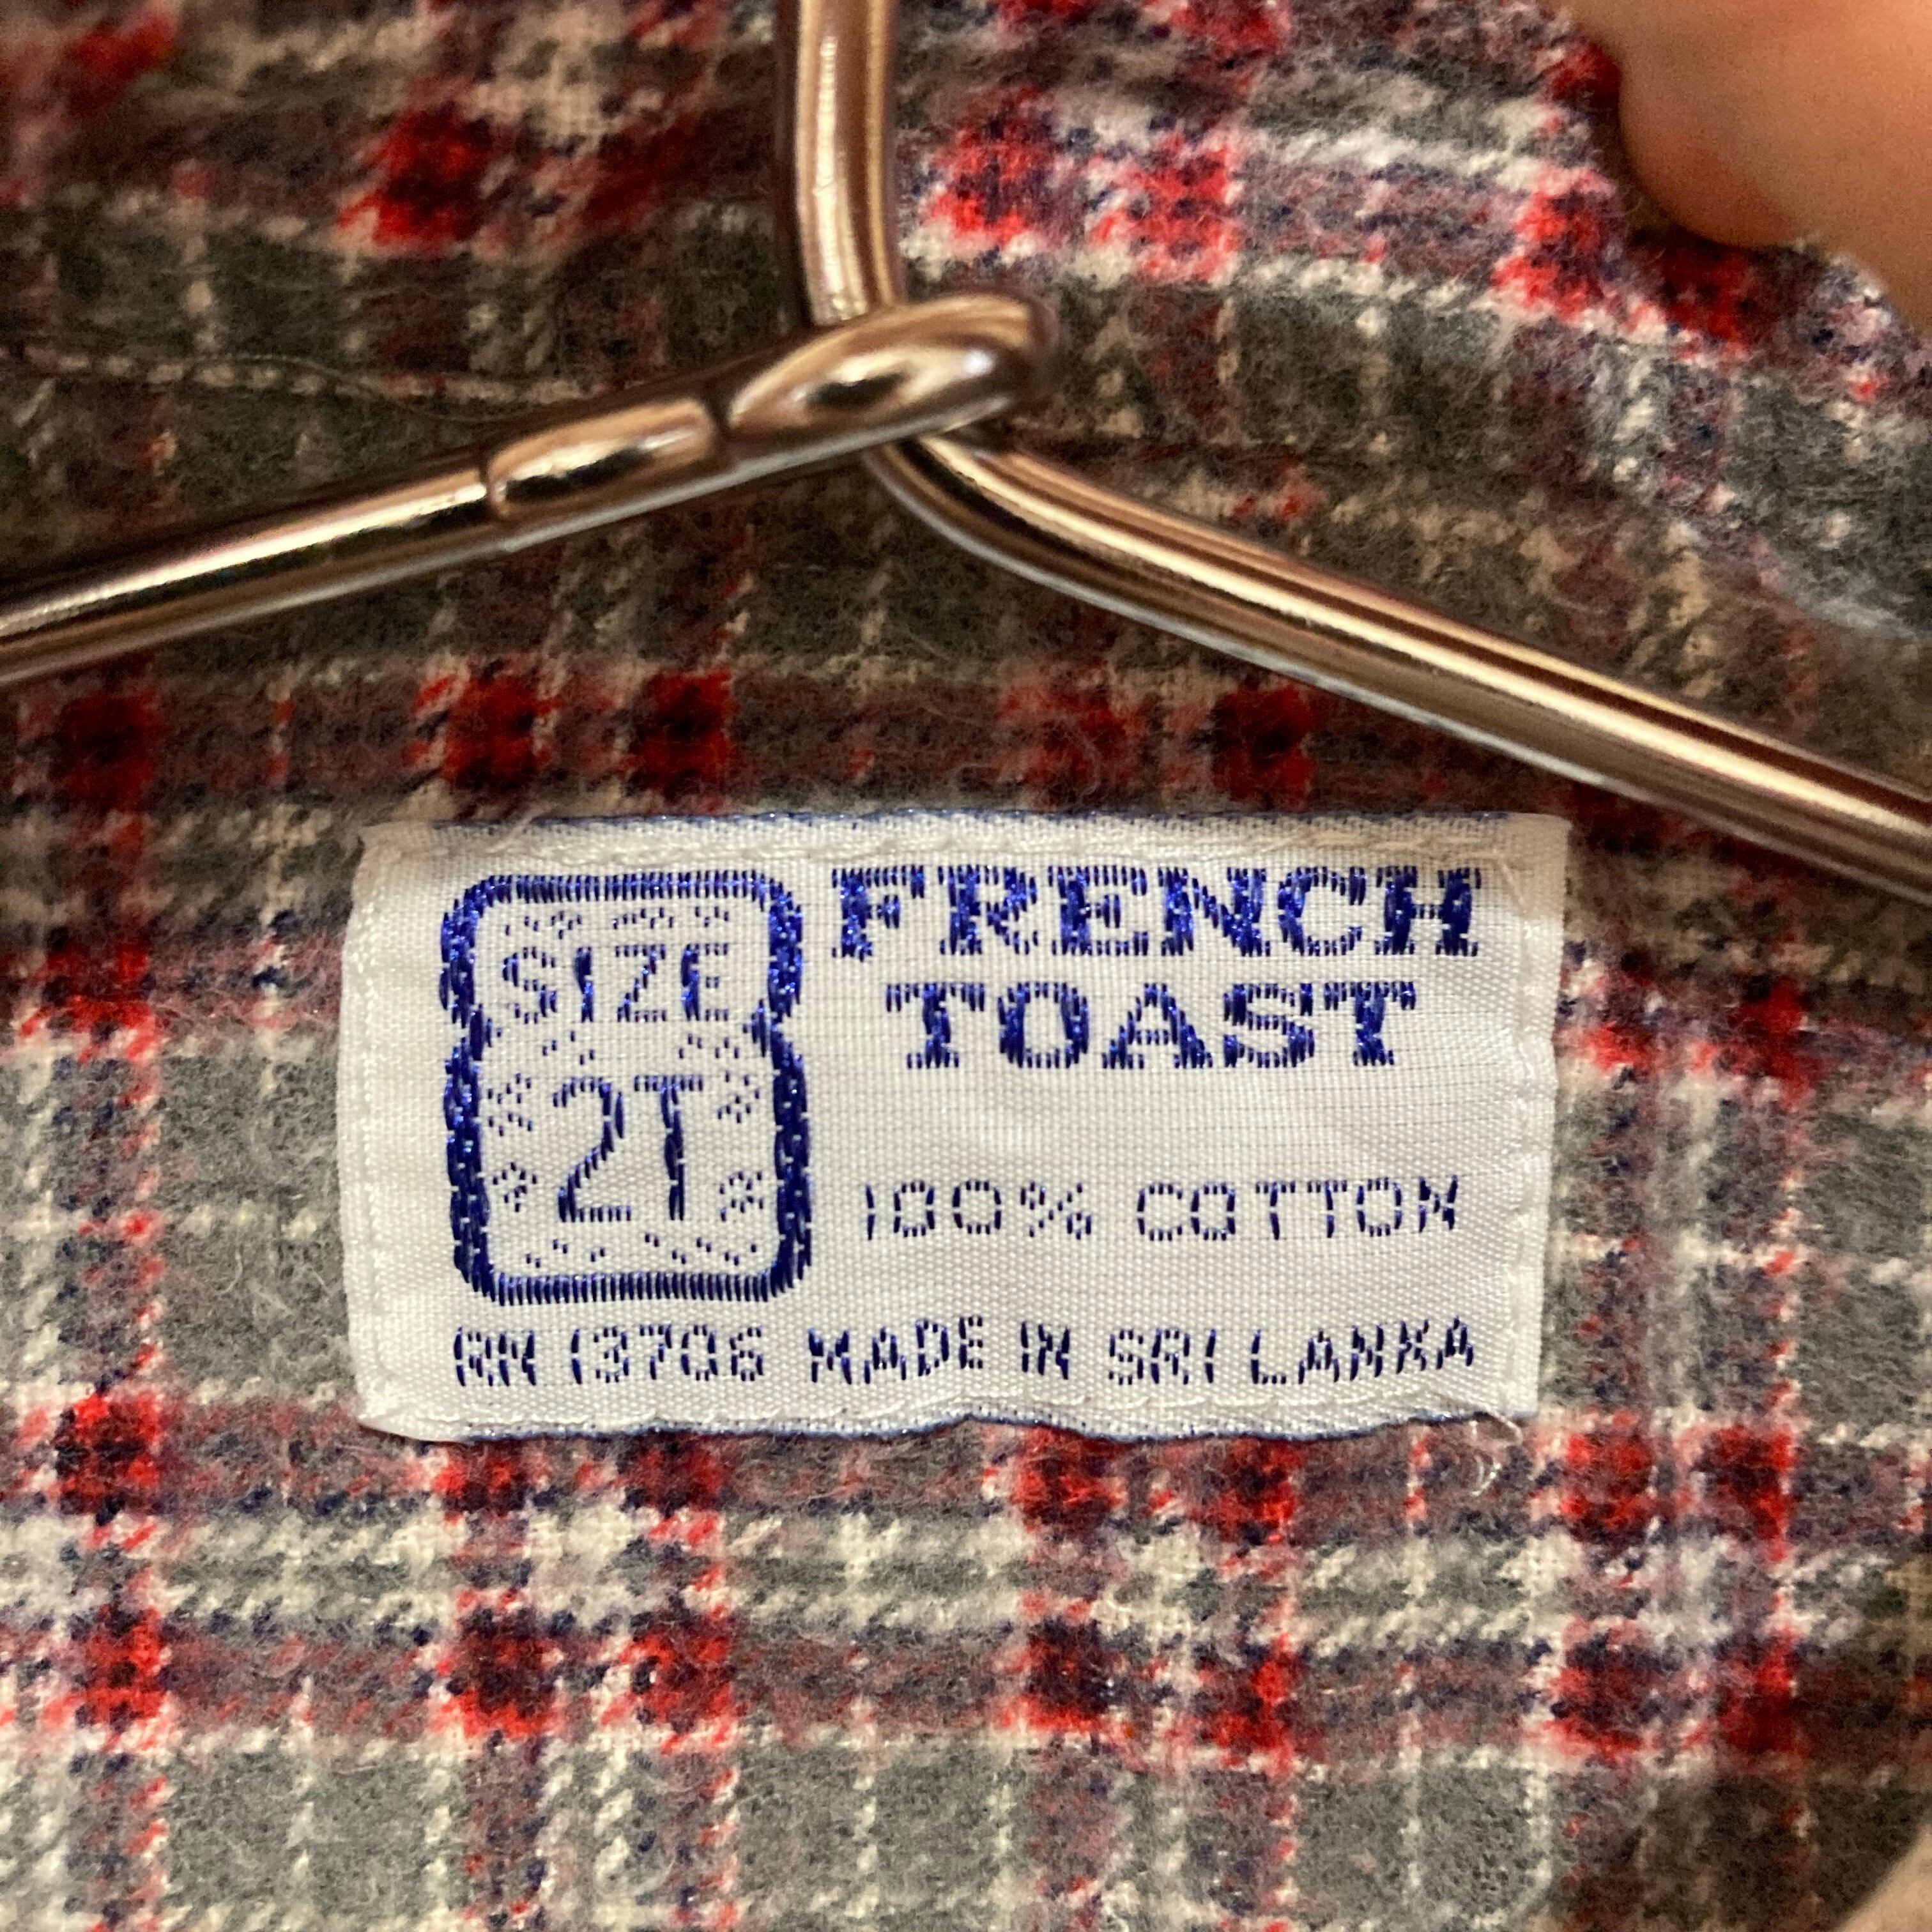 SIZE
2T
FRENCH
TOAST
100% COTTON
RN 13706 MADE IN SRI LANKA